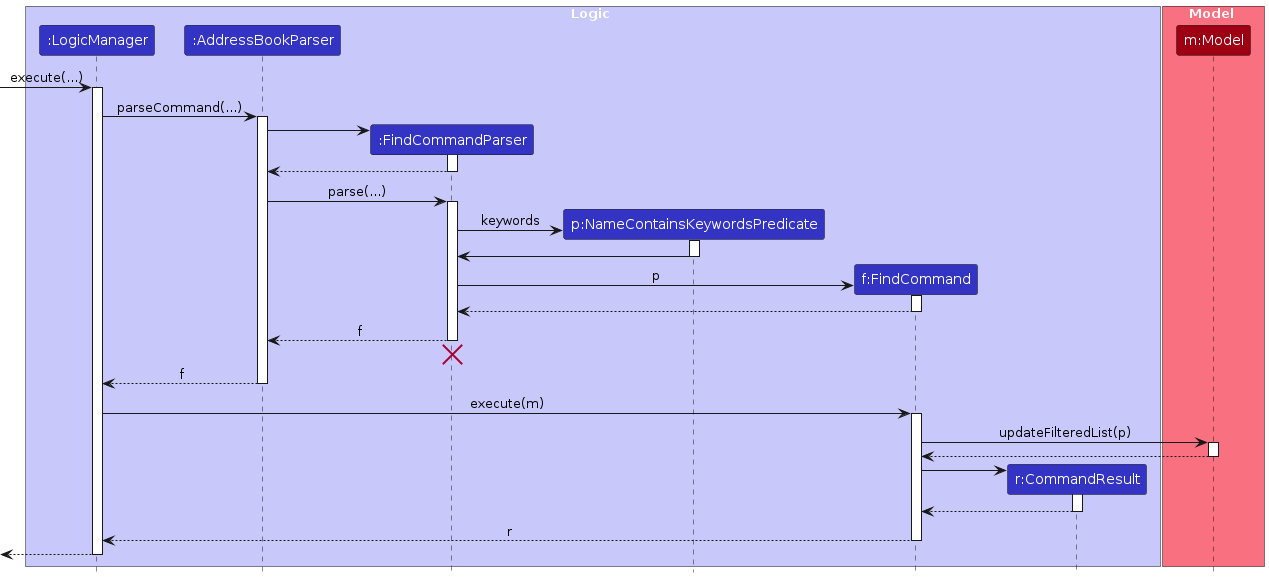 Logic
Model
:LogicManager
:AddressBookParser
m:Model
execute(...)
parseCommand(...)
:FindCommandParser
parse(...)
keywords
p:NameContainsKeywordsPredicate
p
f:FindCommand
f
f
execute(m)
updateFilteredList(p)
r:CommandResult
r